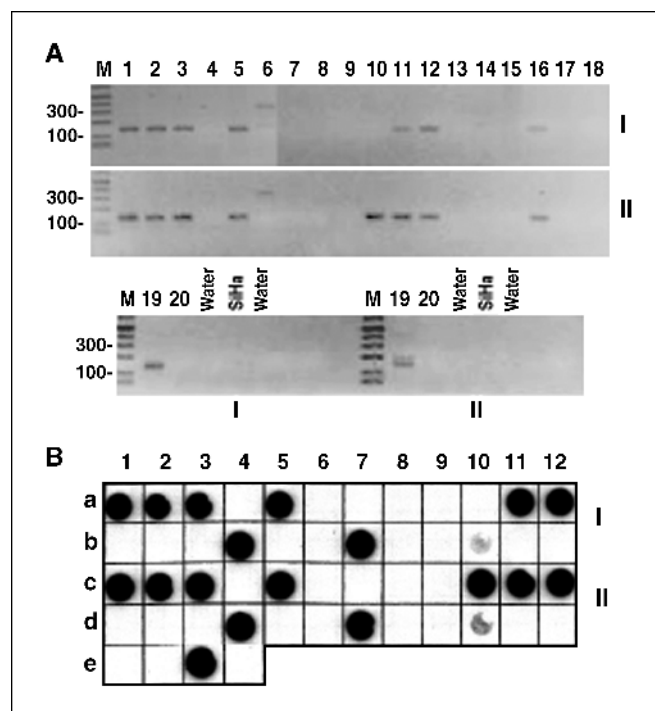 A
M 1 2 3 4 5 6 7 8 9 10 11 12 13 14 15 16 17 18
300-
100-
I
300-
100-
II
M 19 20 Water SiHa Water M 19 20 Water SiHa Water
300-
100-
I II
B
1 2 3 4 5 6 7 8 9 10 11 12
a
I
b
c
II
d
e